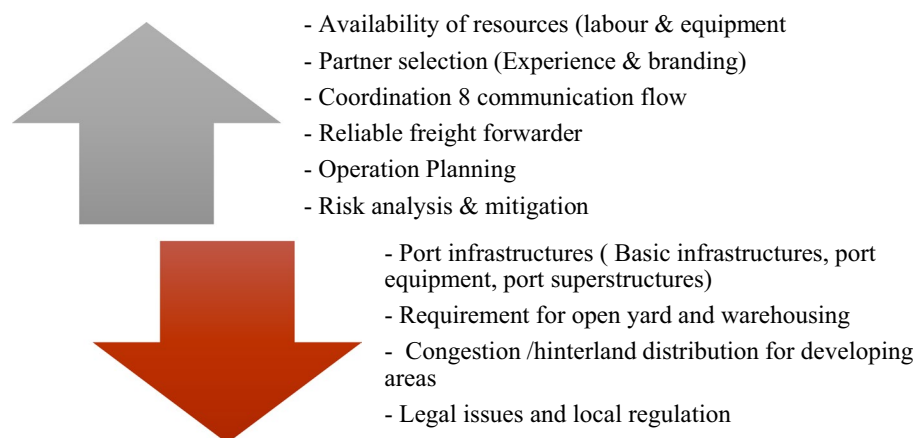 - Availability of resources (labour & equipment
- Partner selection (Experience & branding)
- Coordination 8 communication flow
- Reliable freight forwarder
- Operation Planning
- Risk analysis & mitigation
- Port infrastructures ( Basic infrastructures, port
equipment, port superstructures)
- Requirement for open yard and warehousing
- Congestion /hinterland distribution for developing
areas
- Legal issues and local regulation